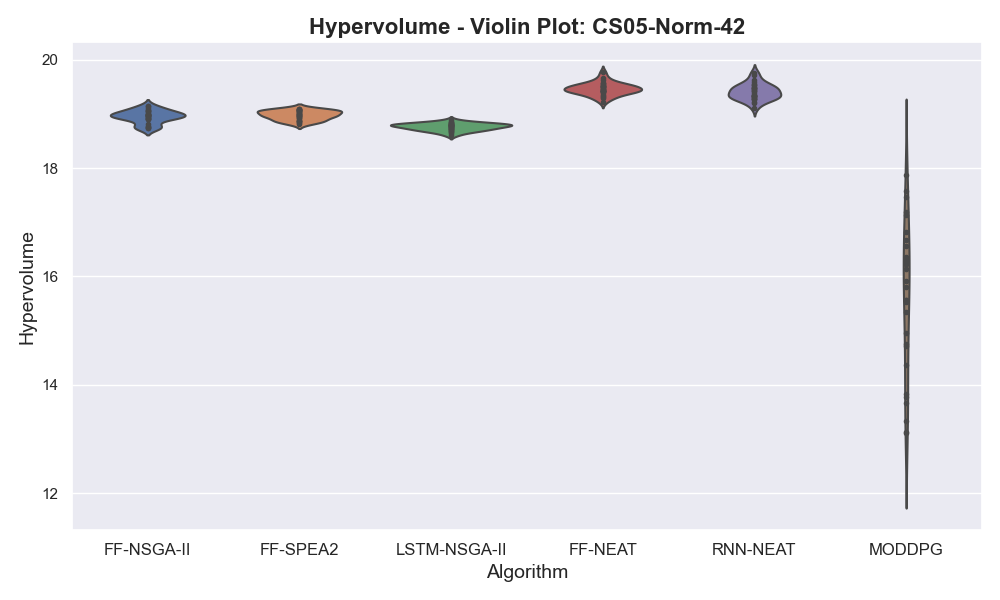 Hypervolume - Violin Plot: CS05-Norm-42
Hypervolume
20
18
16
14
12
FF-NSGA-II FF-SPEA2 LSTM-NSGA-II FF-NEAT RNN-NEAT MODDPG
Algorithm